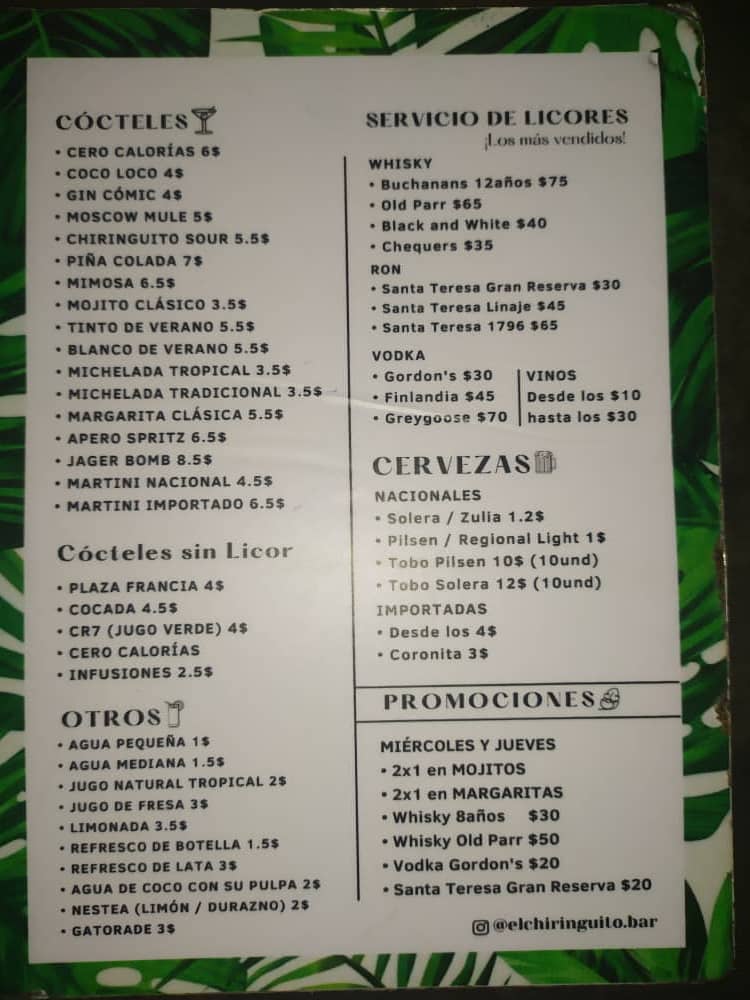 CÓCTELES
• CERO CALORÍAS 6$
• COCO LOCO 4$
• GIN CÓMIC 4$
• MOSCOW MULE 5$
• CHIRINGUITO SOUR 5.5$
• PIÑA COLADA 7$
• MIMOSA 6.5$
• MOJITO CLÁSICO 3.5$
• TINTO DE VERANO 5.5$
• BLANCO DE VERANO 5.5$
• MICHELADA TROPICAL 3.5$
• MICHELADA TRADICIONAL 3.5$
• MARGARITA CLÁSICA 5.5$
• APERO SPRITZ 6.5$
• JAGER BOMB 8.5$
• MARTINI NACIONAL 4.5$
• MARTINI IMPORTADO 6.5$
Cócteles sin Licor
• PLAZA FRANCIA 4$
• COCADA 4.5$
• CR7 (JUGO VERDE) 4$
• CERO CALORÍAS
• INFUSIONES 2.5$
OTROS
• AGUA PEQUEÑA 1$
• AGUA MEDIANA 1.5$
• JUGO NATURAL TROPICAL 2$
• JUGO DE FRESA 3$
• LIMONADA 3.5$
• REFRESCO DE BOTELLA 1.5$
• REFRESCO DE LATA 3$
• AGUA DE COCO CON SU PULPA 2$
• NESTEA (LIMÓN / DURAZNO) 2$
• GATORADE 3$
SERVICIO DE LICORES
¡Los más vendidos!
WHISKY
• Buchanans 12años $75
• Old Parr $65
• Black and White $40
• Chequers $35
RON
• Santa Teresa Gran Reserva $30
• Santa Teresa Linaje $45
• Santa Teresa 1796 $65
VODKA
• Gordon's $30
• Finlandia $45
• Greygoose $70
VINOS
Desde los $10
hasta los $30
CERVEZAS
NACIONALES
• Solera / Zulia 1.2$
• Pilsen / Regional Light 1$
• Tobo Pilsen 10$ (10und)
• Tobo Solera 12$ (10und)
IMPORTADAS
• Desde los 4$
• Coronita 3$
PROMOCIONES
MIÉRCOLES Y JUEVES
• 2x1 en MOJITOS
• 2x1 en MARGARITAS
• Whisky 8años $30
• Whisky Old Parr $50
• Vodka Gordon's $20
• Santa Teresa Gran Reserva $20
@elchiringuito.bar